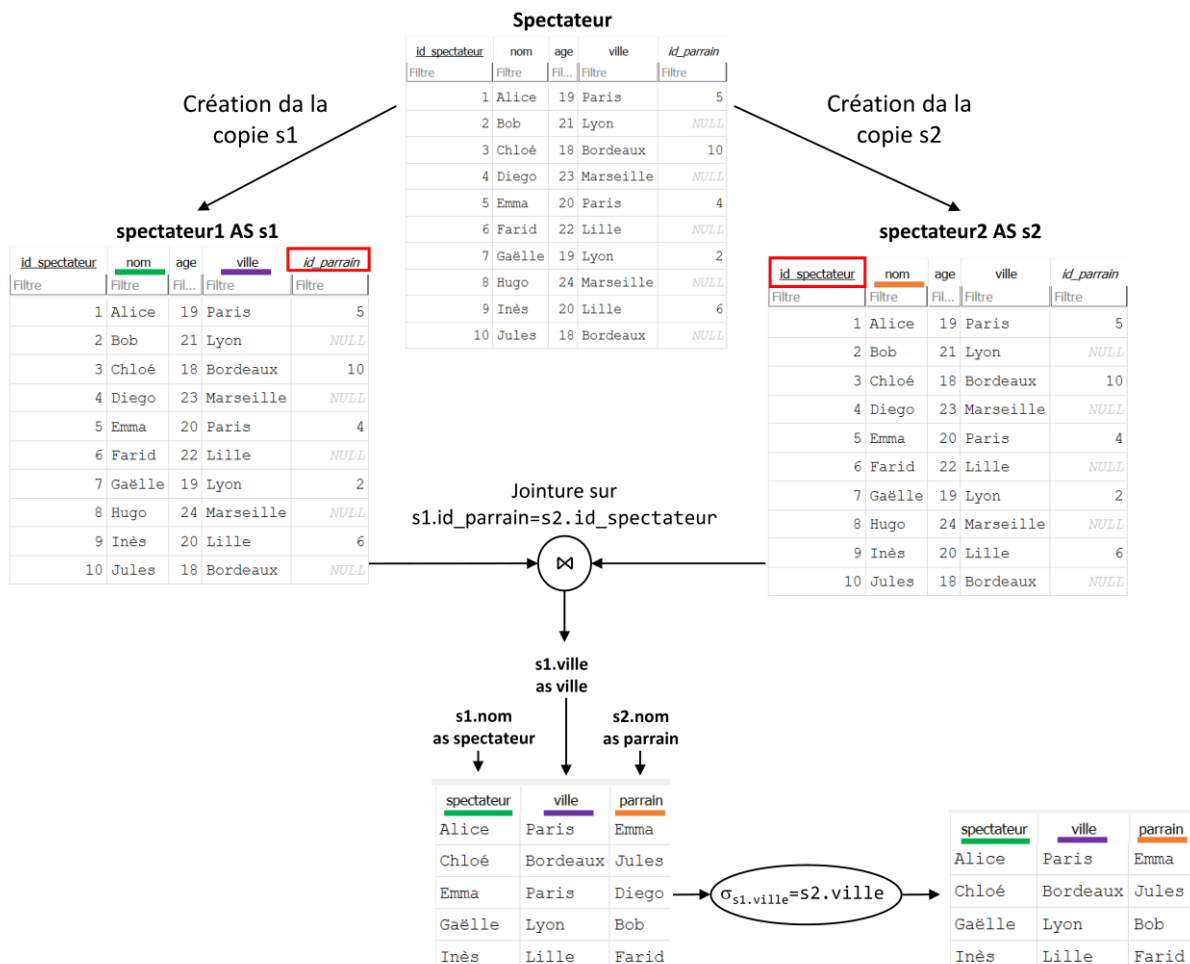 Spectateur
id_spectateur nom age ville id_parrain
Filtre Filtre Fil... Filtre Filtre
1 Alice 19 Paris 5
2 Bob 21 Lyon NULL
3 Chloé 18 Bordeaux 10
4 Diego 23 Marseille NULL
5 Emma 20 Paris 4
6 Farid 22 Lille NULL
7 Gaëlle 19 Lyon 2
8 Hugo 24 Marseille NULL
9 Inès 20 Lille 6
10 Jules 18 Bordeaux NULL
Création da la
copie s1
Création da la
copie s2
spectateur1 AS s1
id_spectateur nom age ville id_parrain
Filtre Filtre Fil... Filtre Filtre
1 Alice 19 Paris 5
2 Bob 21 Lyon NULL
3 Chloé 18 Bordeaux 10
4 Diego 23 Marseille NULL
5 Emma 20 Paris 4
6 Farid 22 Lille NULL
7 Gaëlle 19 Lyon 2
8 Hugo 24 Marseille NULL
9 Inès 20 Lille 6
10 Jules 18 Bordeaux NULL
spectateur2 AS s2
id_spectateur nom age ville id_parrain
Filtre Filtre Fil... Filtre Filtre
1 Alice 19 Paris 5
2 Bob 21 Lyon NULL
3 Chloé 18 Bordeaux 10
4 Diego 23 Marseille NULL
5 Emma 20 Paris 4
6 Farid 22 Lille NULL
7 Gaëlle 19 Lyon 2
8 Hugo 24 Marseille NULL
9 Inès 20 Lille 6
10 Jules 18 Bordeaux NULL
Jointure sur
s1.id_parrain=s2.id_spectateur
⋈
s1.ville
as ville
s1.nom
as spectateur
s2.nom
as parrain
spectateur ville parrain
Alice Paris Emma
Chloé Bordeaux Jules
Emma Paris Diego
Gaëlle Lyon Bob
Inès Lille Farid
σs1.ville=s2.ville
spectateur ville parrain
Alice Paris Emma
Chloé Bordeaux Jules
Gaëlle Lyon Bob
Inès Lille Farid